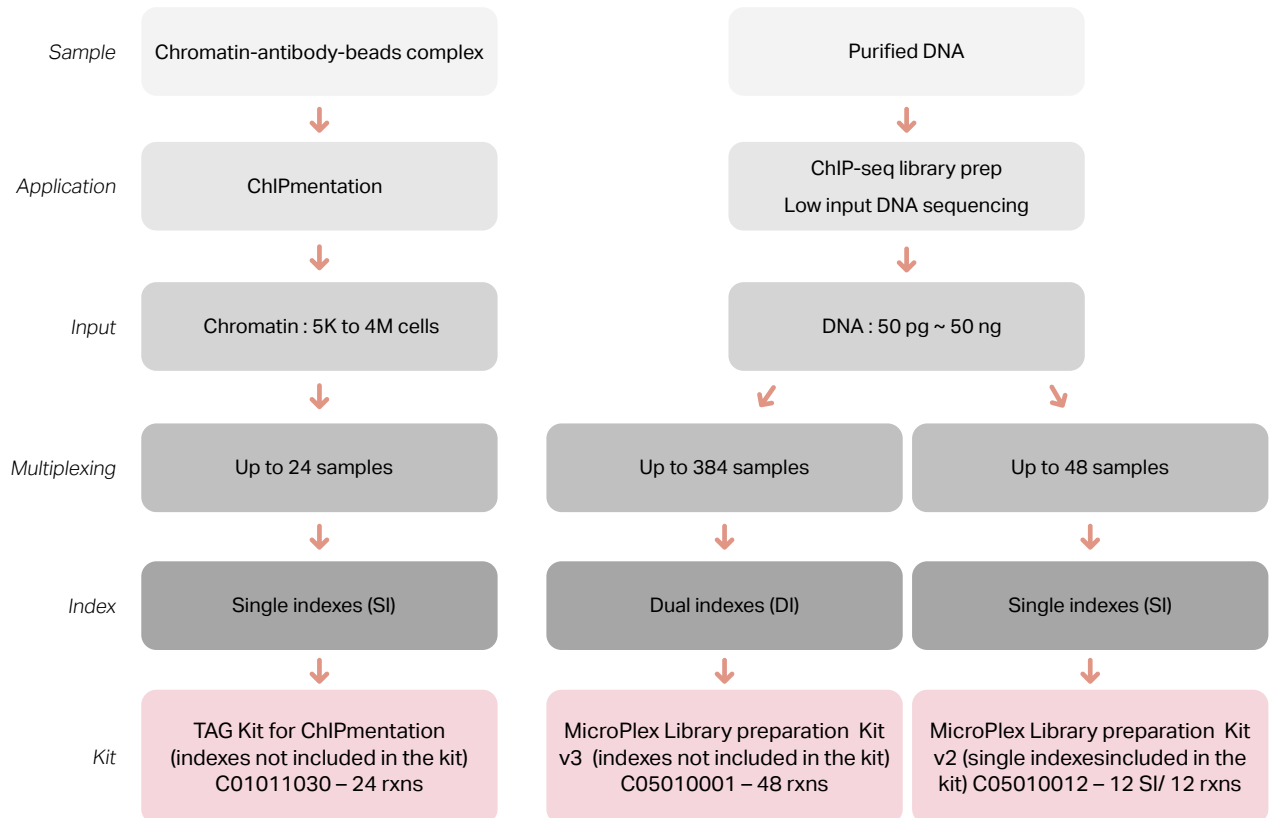 Sample
Chromatin-antibody-beads complex
Purified DNA
Application
ChIPmentation
ChIP-seq library prep
Low input DNA sequencing
Input
Chromatin : 5K to 4M cells
DNA : 50 pg ~ 50 ng
Multiplexing
Up to 24 samples
Up to 384 samples
Up to 48 samples
Index
Single indexes (SI)
Dual indexes (DI)
Single indexes (SI)
Kit
TAG Kit for ChIPmentation
(indexes not included in the kit)
C01011030 – 24 rxns
MicroPlex Library preparation Kit
v3 (indexes not included in the kit)
C05010001 – 48 rxns
MicroPlex Library preparation Kit
v2 (single indexesincluded in the
kit) C05010012 – 12 SI/ 12 rxns